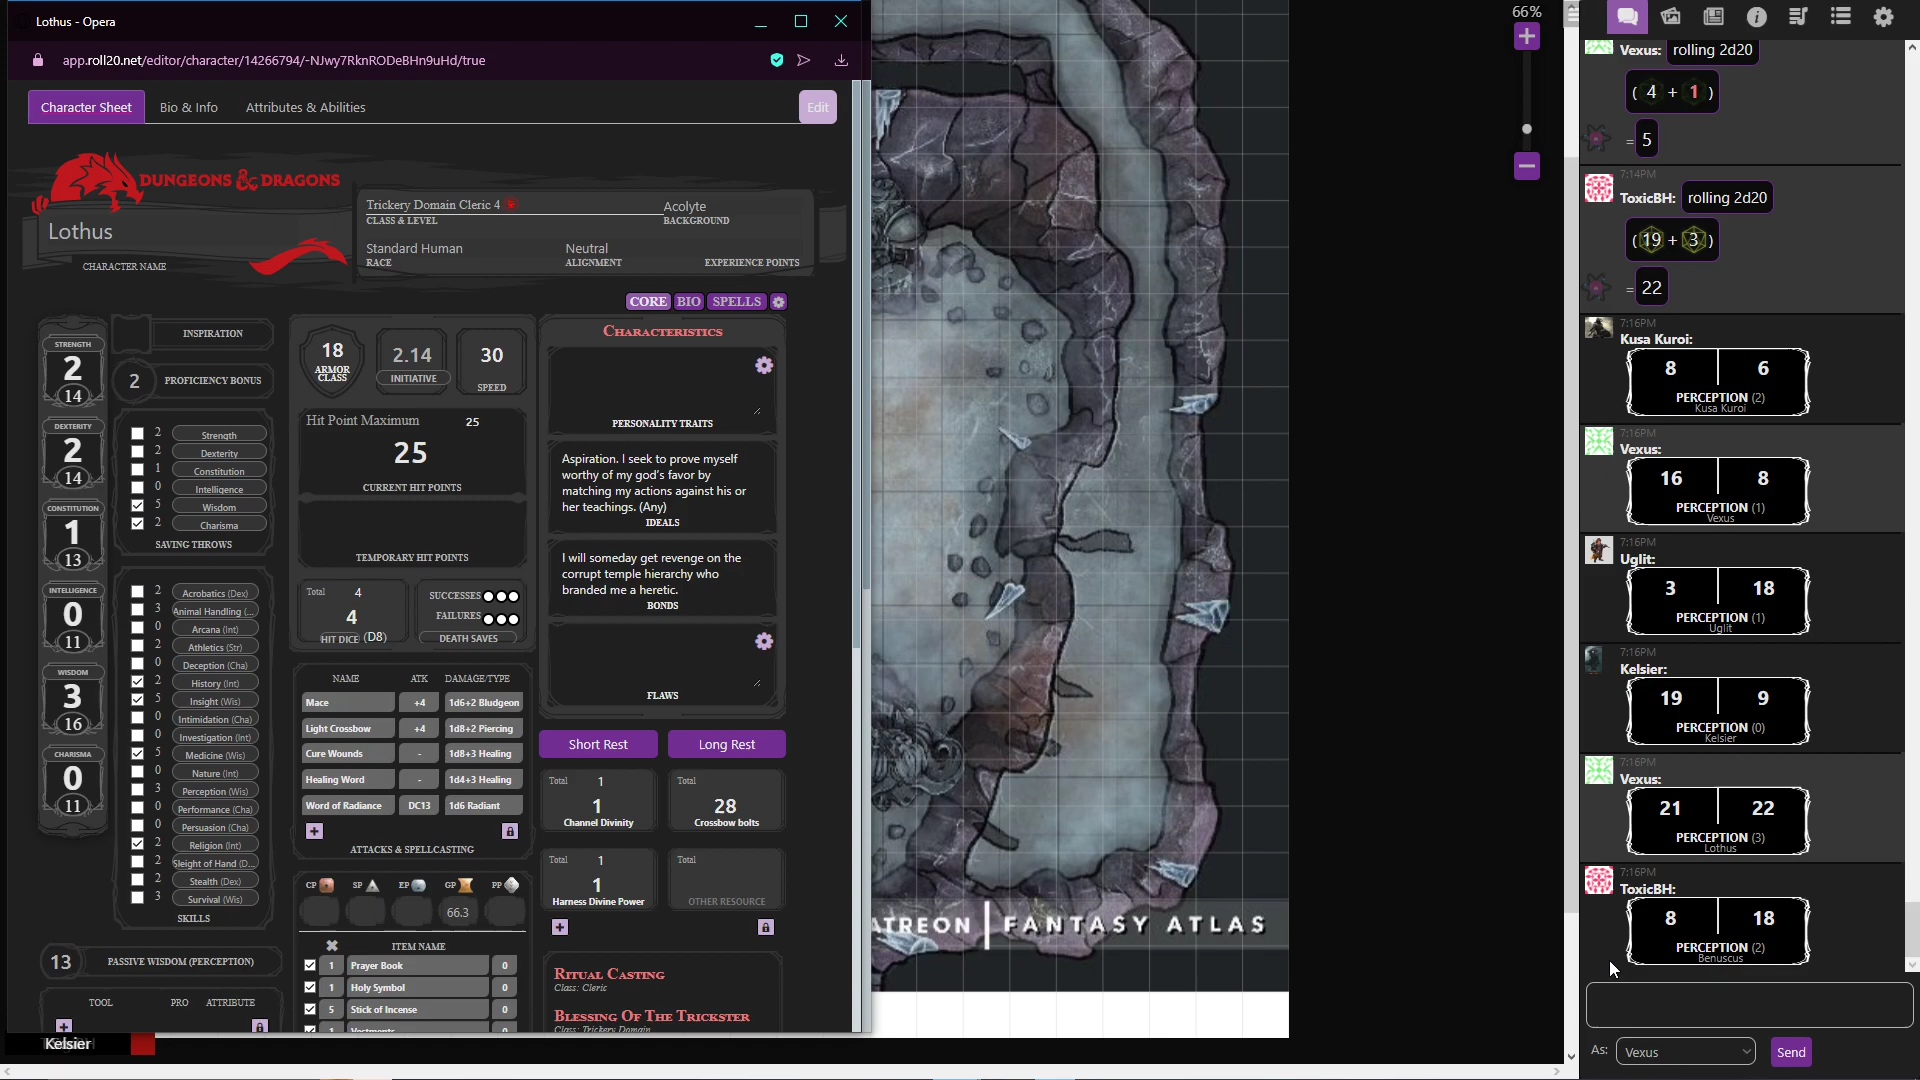 Lothus - Opera
app.roll20.net/editor/character/14266794/-NJwy7RknRODeBHn9uHd/true
Character Sheet
Bio & Info
Attributes & Abilities
Edit
DUNGEONS & DRAGONS
Lothus
CHARACTER NAME
Trickery Domain Cleric 4
CLASS & LEVEL
Acolyte
BACKGROUND
Standard Human
RACE
Neutral
ALIGNMENT
EXPERIENCE POINTS
CORE
BIO
SPELLS
STRENGTH
2
14
DEXTERITY
2
14
CONSTITUTION
1
13
INTELLIGENCE
0
11
WISDOM
3
16
CHARISMA
0
11
INSPIRATION
2 PROFICIENCY BONUS
2 Strength
2 Dexterity
1 Constitution
0 Intelligence
5 Wisdom
2 Charisma
SAVING THROWS
2 Acrobatics (Dex)
3 Animal Handling (...
0 Arcana (Int)
2 Athletics (Str)
0 Deception (Cha)
2 History (Int)
5 Insight (Wis)
0 Intimidation (Cha)
0 Investigation (Int)
5 Medicine (Wis)
0 Nature (Int)
3 Perception (Wis)
0 Performance (Cha)
0 Persuasion (Cha)
2 Religion (Int)
2 Sleight of Hand (D...
2 Stealth (Dex)
3 Survival (Wis)
SKILLS
13 PASSIVE WISDOM (PERCEPTION)
TOOL PRO ATTRIBUTE
18
ARMOR
CLASS
2.14
INITIATIVE
30
SPEED
Hit Point Maximum 25
25
CURRENT HIT POINTS
TEMPORARY HIT POINTS
Total 4
4
HIT DICE (D8)
SUCCESSES
FAILURES
DEATH SAVES
NAME ATK DAMAGE/TYPE
Mace +4 1d6+2 Bludgeon
Light Crossbow +4 1d8+2 Piercing
Cure Wounds - 1d8+3 Healing
Healing Word - 1d4+3 Healing
Word of Radiance DC13 1d6 Radiant
ATTACKS & SPELLCASTING
CP SP EP GP PP
66.3
ITEM NAME
1 Prayer Book 0
1 Holy Symbol 0
5 Stick of Incense 0
1 Vestments 0
CHARACTERISTICS
PERSONALITY TRAITS
Aspiration. I seek to prove myself
worthy of my god's favor by
matching my actions against his or
her teachings. (Any)
IDEALS
I will someday get revenge on the
corrupt temple hierarchy who
branded me a heretic.
BONDS
FLAWS
Short Rest
Long Rest
Total 1
1
Channel Divinity
Total
28
Crossbow bolts
Total 1
1
Harness Divine Power
Total
OTHER RESOURCE
RITUAL CASTING
Class: Cleric
BLESSING OF THE TRICKSTER
Class: Trickery Domain
Kelsier
ATREON | FANTASY ATLAS
66%
Vexus: rolling 2d20
(4 + 1)
=5
7:14PM
ToxicBH: rolling 2d20
(19 + 3)
=22
7:16PM
Kusa Kuroi:
8 6
PERCEPTION (2)
Kusa Kuroi
7:16PM
Vexus:
16 8
PERCEPTION (1)
Vexus
7:16PM
Uglit:
3 18
PERCEPTION (1)
Uglit
7:16PM
Kelsier:
19 9
PERCEPTION (0)
Kelsier
7:16PM
Vexus:
21 22
PERCEPTION (3)
Lothus
7:16PM
ToxicBH:
8 18
PERCEPTION (2)
Benuscus
As: Vexus
Send